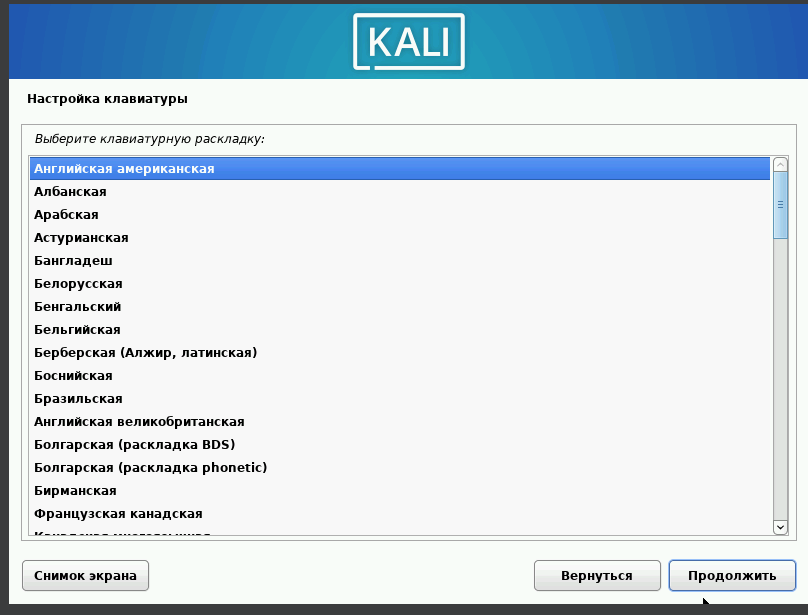 KALI
Настройка клавиатуры
Выберите клавиатурную раскладку:
Английская американская
Албанская
Арабская
Астурианская
Бангладеш
Белорусская
Бенгальский
Бельгийская
Берберская (Алжир, латинская)
Боснийская
Бразильская
Английская великобританская
Болгарская (раскладка BDS)
Болгарская (раскладка phonetic)
Бирманская
Французская канадская
Снимок экрана
Вернуться
Продолжить